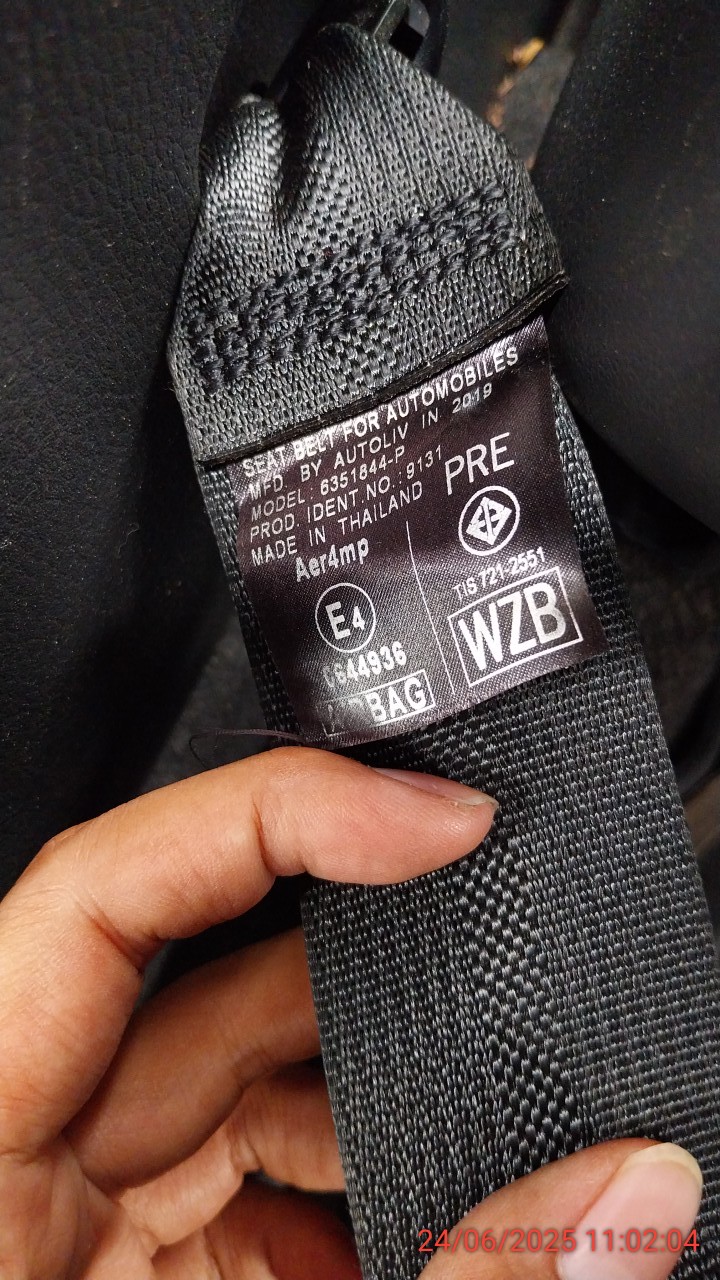 SEAT BELT FOR AUTOMOBILES
MFD. BY AUTOLIV IN 2019
MODEL: 6351844-P
PROD. IDENT NO.:9131
MADE IN THAILAND
PRE
Aer4mp
E4
TIS 721-2551
WZB
24/06/2025 11:02:04